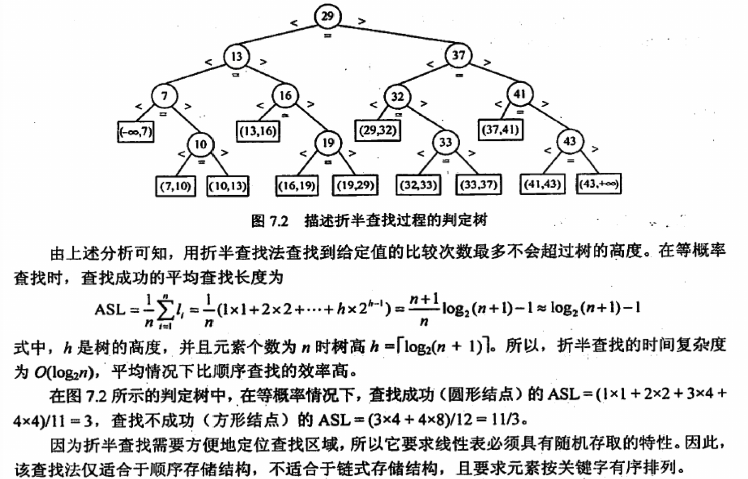 29
< >
=
13 37
< > < >
= =
7 16 32 41
< > < > < > < >
= = = =
(-∞,7) 10 (13,16) 19 (29,32) 33 (37,41) 43
< > < > < > < >
= = = =
(7,10) (10,13) (16,19) (19,29) (32,33) (33,37) (41,43) (43,+∞)
图 7.2 描述折半查找过程的判定树
由上述分析可知，用折半查找法查找到给定值的比较次数最多不会超过树的高度。在等概率
查找时，查找成功的平均查找长度为
ASL = 1/n ∑_{i=1}^{n} l_i = 1/n (1×1+2×2+⋯+h×2^{h-1}) = (n+1)/n log₂(n+1)-1 ≈ log₂(n+1)-1
式中，h 是树的高度，并且元素个数为 n 时树高 h =⌈log₂(n + 1)⌉。所以，折半查找的时间复杂度
为 O(log₂n)，平均情况下比顺序查找的效率高。
在图 7.2 所示的判定树中，在等概率情况下，查找成功（圆形结点）的 ASL = (1×1 + 2×2 + 3×4 +
4×4)/11 = 3，查找不成功（方形结点）的 ASL = (3×4 + 4×8)/12 = 11/3。
因为折半查找需要方便地定位查找区域，所以它要求线性表必须具有随机存取的特性。因此，
该查找法仅适合于顺序存储结构，不适合于链式存储结构，且要求元素按关键字有序排列。